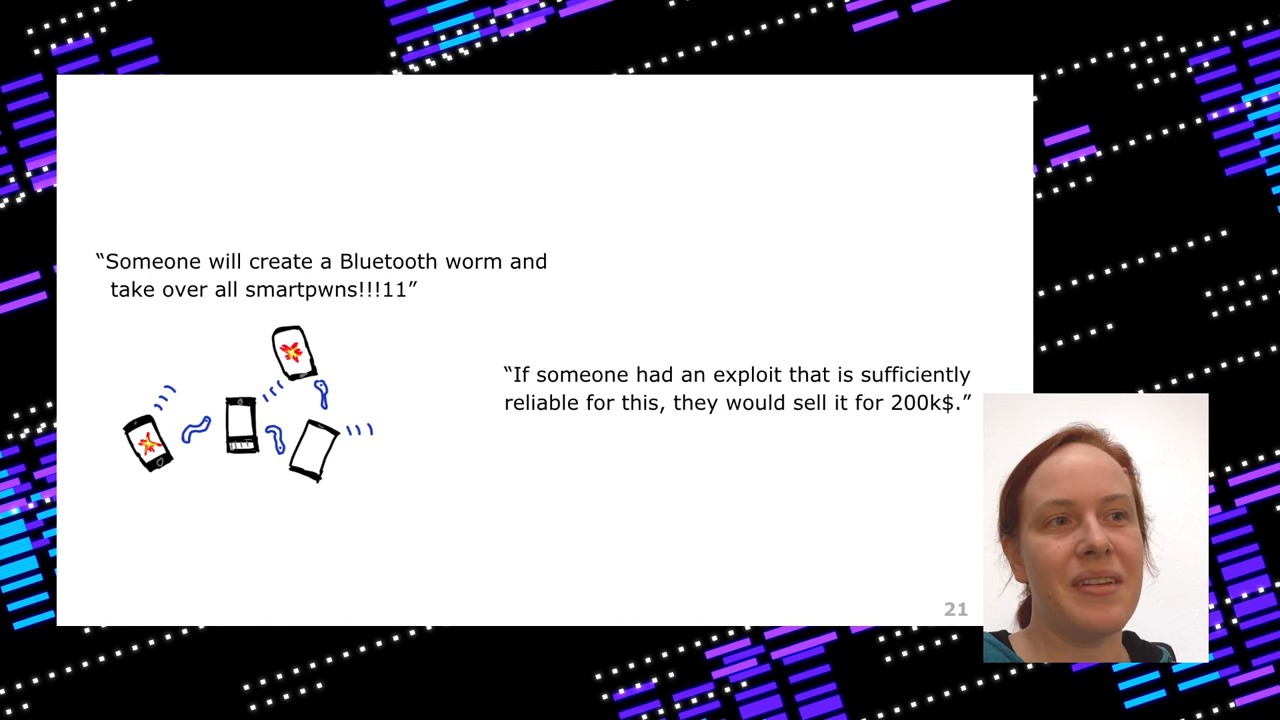 “Someone will create a Bluetooth worm and
take over all smartpwns!!!11”
“If someone had an exploit that is sufficiently
reliable for this, they would sell it for 200k$.”
21